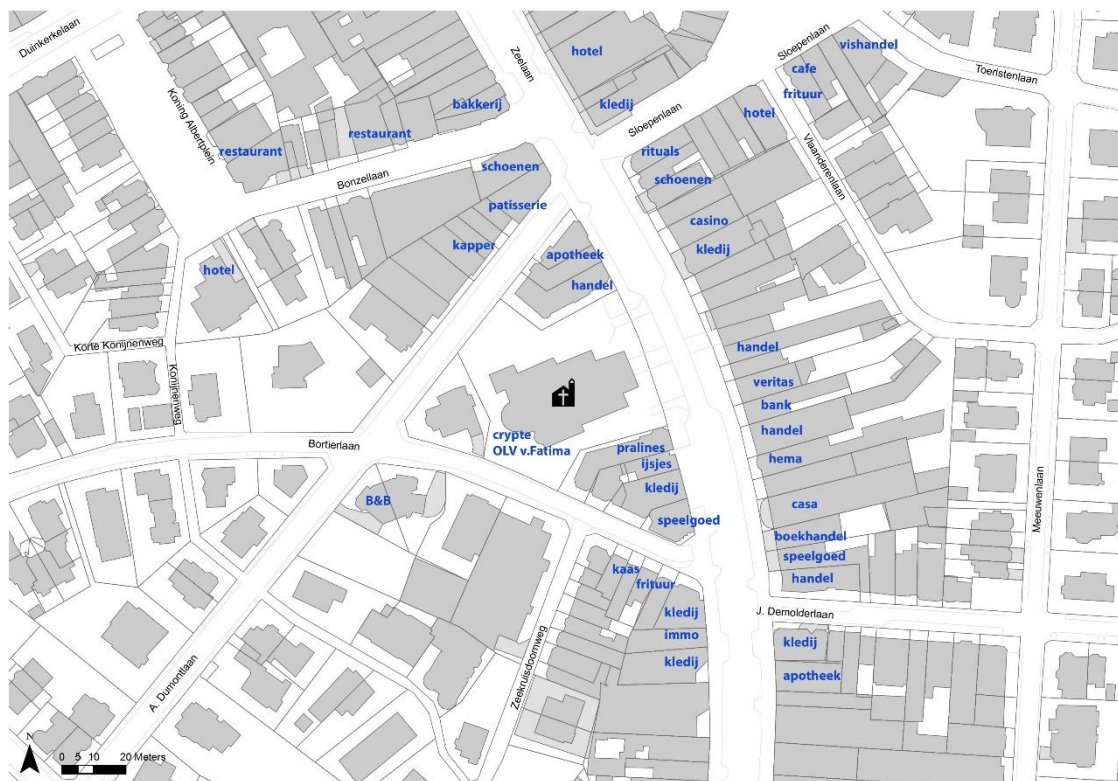 Duinkerkelaan
Zeelaan
hotel
Sloepenlaan
vishandel
Toeristenlaan
cafe
frituur
Koning Albertplein
bakkerij
kledij
Sloepenlaan
hotel
restaurant
restaurant
Vlaanderenlaan
rituals
schoenen
Bonzellaan
schoenen
patisserie
casino
kapper
kledij
apotheek
hotel
handel
Korte Konijnenweg
handel
Konijnenweg
veritas
bank
handel
Bortierlaan
crypte
OLV v.Fatima
pralines
ijsjes
hema
kledij
B&B
casa
Meeuwenlaan
speelgoed
boekhandel
speelgoed
kaas
frituur
handel
kledij
J. Demolderlaan
immo
kledij
kledij
apotheek
A. Dumontlaan
Zeekruisdoornweg
N
0 5 10 20 Meters